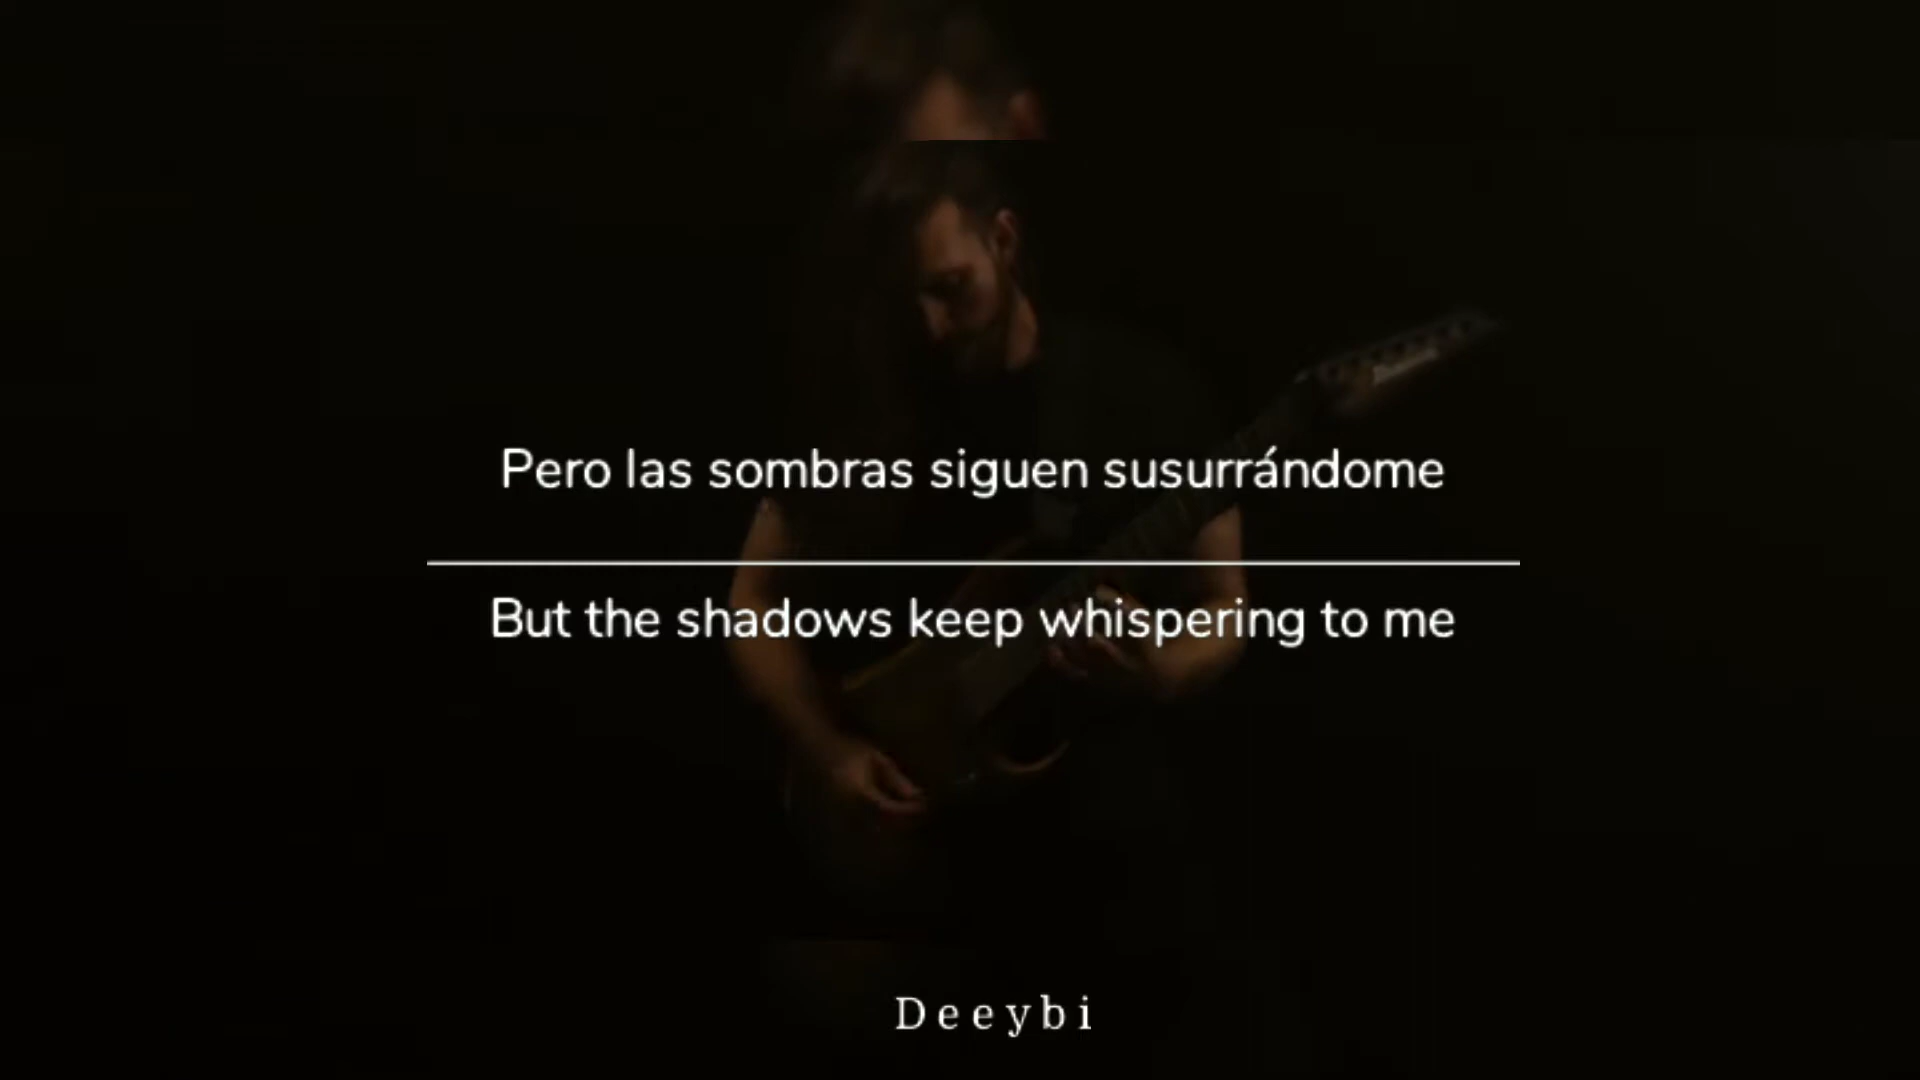 Pero las sombras siguen susurrándome
But the shadows keep whispering to me
Deeybi